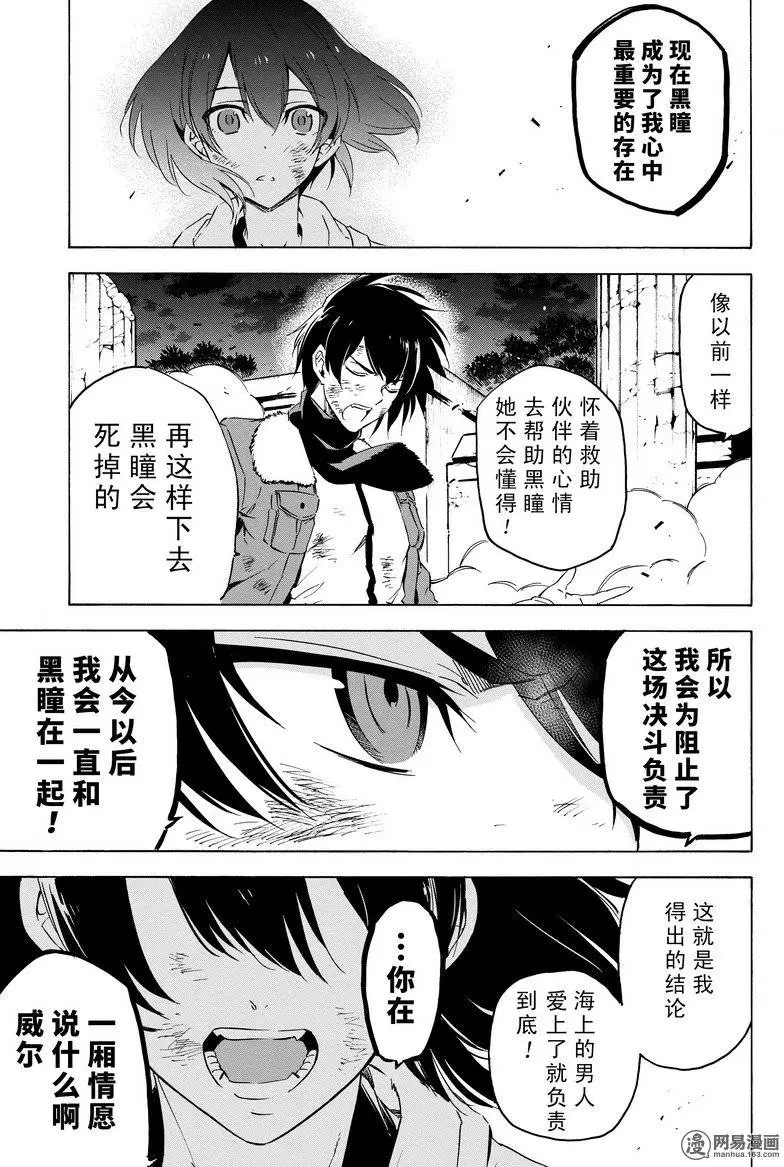 现在黑瞳
成为了我心中
最重要的存在
像以前一样
怀着救助
伙伴的心情
去帮助黑瞳
她不会懂得！
再这样下去
黑瞳会
死掉的
所以
我会为阻止了
这场决斗负责
从今以后
我会一直和
黑瞳在一起！
这就是我
得出的结论
海上的男人
爱上了就负责
到底！
…你在
一厢情愿
说什么啊
威尔
漫 网易漫画
manhua.163.com